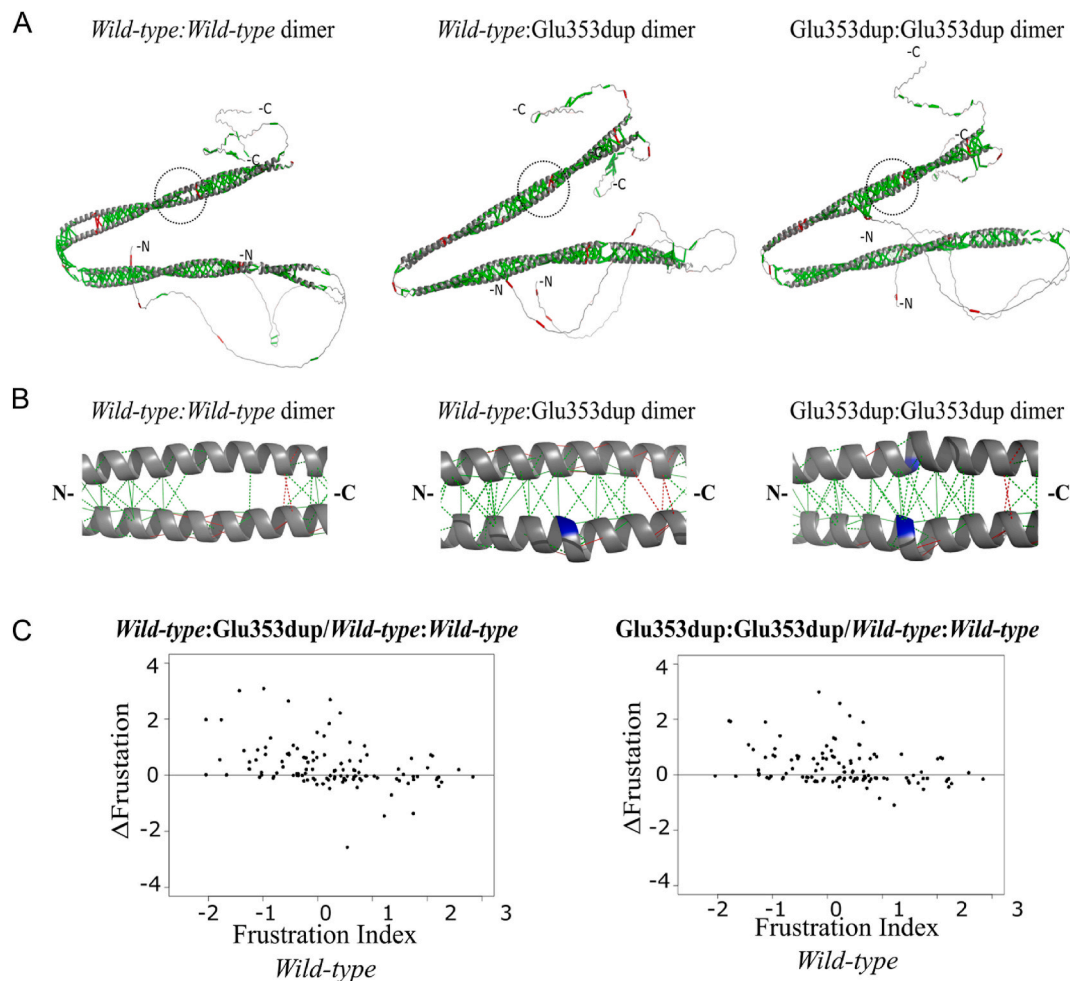 A
Wild-type:Wild-type dimer
Wild-type:Glu353dup dimer
Glu353dup:Glu353dup dimer
-C
-C
-N
-N
-C
-C
-C
-N
-N
-C
-C
-N
-N
B
Wild-type:Wild-type dimer
Wild-type:Glu353dup dimer
Glu353dup:Glu353dup dimer
N-
-C
N-
-C
N-
-C
C
Wild-type:Glu353dup/Wild-type:Wild-type
Glu353dup:Glu353dup/Wild-type:Wild-type
4
2
0
-2
-4
ΔFrustation
-2 -1 0 1 2 3
Frustration Index
Wild-type
4
2
0
-2
-4
ΔFrustation
-2 -1 0 1 2 3
Frustration Index
Wild-type